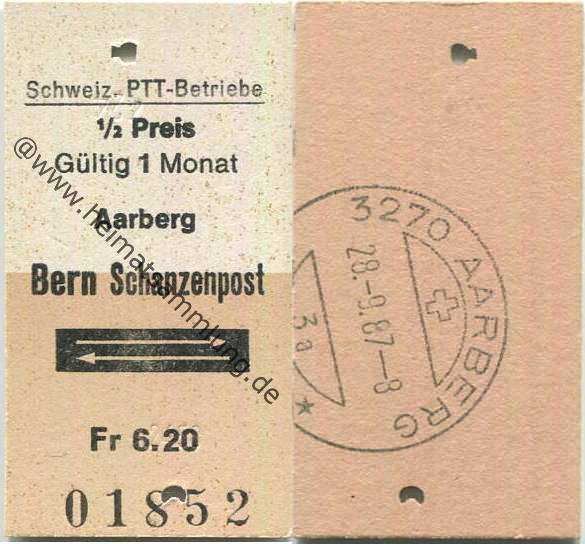 Schweiz. PTT-Betriebe
1/2 Preis
Gültig 1 Monat
Aarberg
Bern Schanzenpost
Fr 6.20
01852
@www.heimatsammlung.de
3270 AARBERG
28.-9.87-8
3a